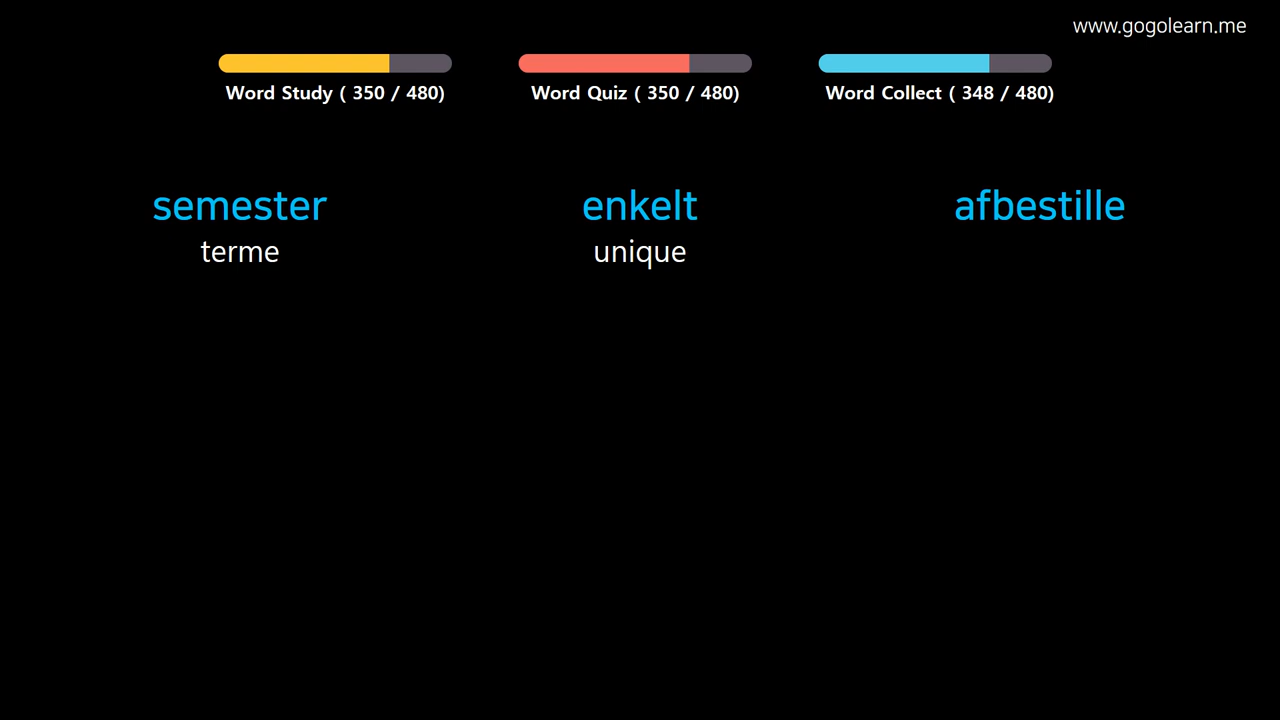 www.gogolearn.me
Word Study ( 350 / 480)
Word Quiz ( 350 / 480)
Word Collect ( 348 / 480)
semester
terme
enkelt
unique
afbestille